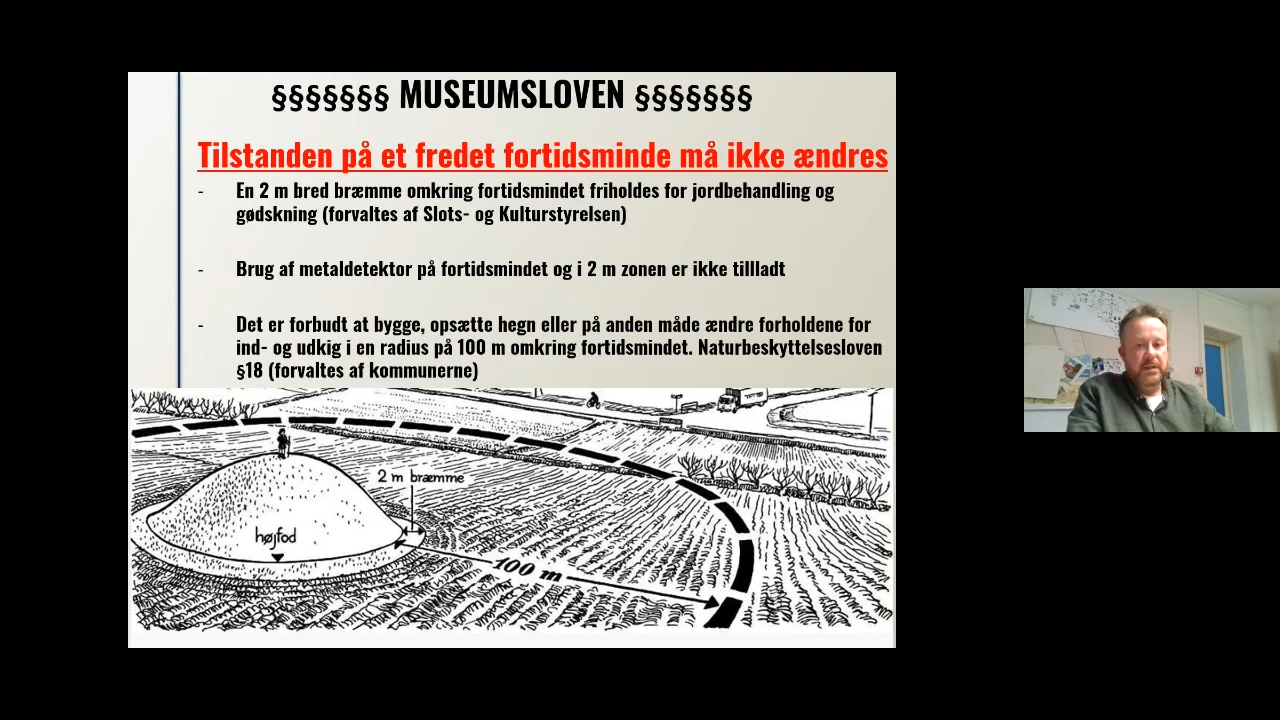 §§§§§§§ MUSEUMSLOVEN §§§§§§§
Tilstanden på et fredet fortidsminde må ikke ændres
- En 2 m bred bræmme omkring fortidsmindet friholdes for jordbehandling og
gødskning (forvaltes af Slots- og Kulturstyrelsen)
- Brug af metaldetektor på fortidsmindet og i 2 m zonen er ikke tillladt
- Det er forbudt at bygge, opsætte hegn eller på anden måde ændre forholdene for
ind- og udkig i en radius på 100 m omkring fortidsmindet. Naturbeskyttelsesloven
§18 (forvaltes af kommunerne)
2 m bræmme
højfod
100 m